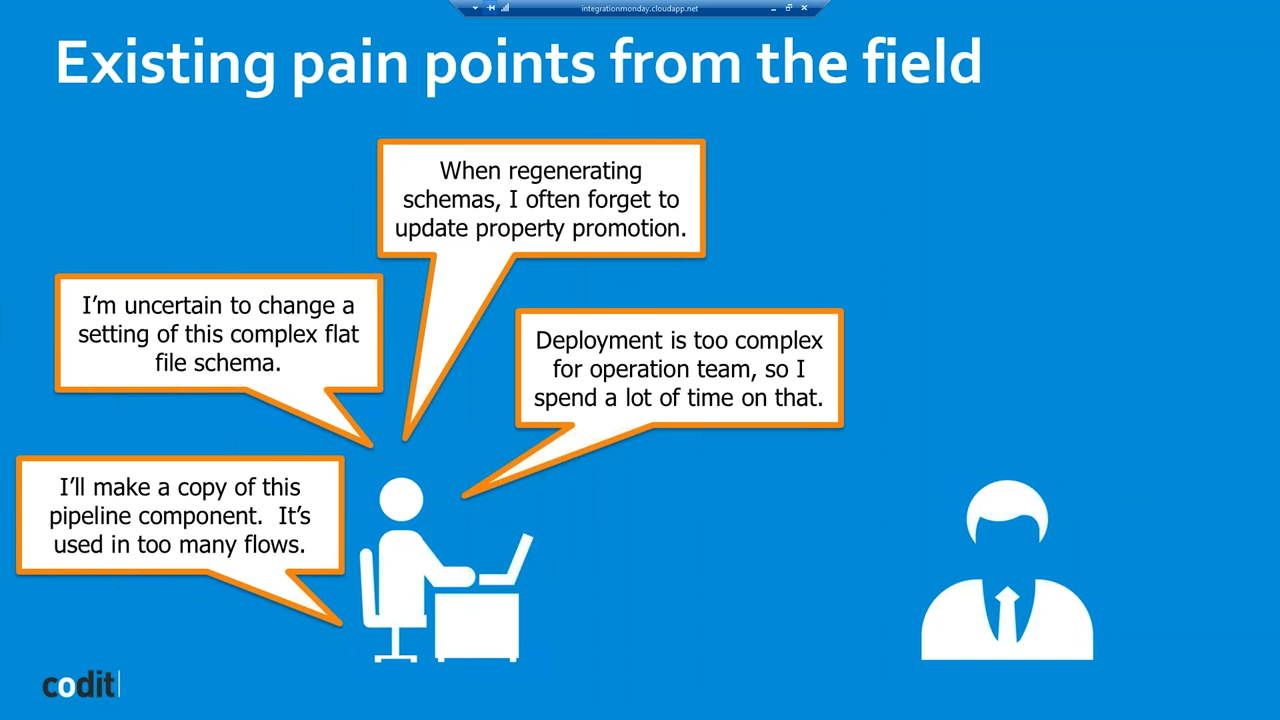 integrationmonday.cloudapp.net
Existing pain points from the field
When regenerating
schemas, I often forget to
update property promotion.
I'm uncertain to change a
setting of this complex flat
file schema.
Deployment is too complex
for operation team, so I
spend a lot of time on that.
I'll make a copy of this
pipeline component.  It's
used in too many flows.
codit